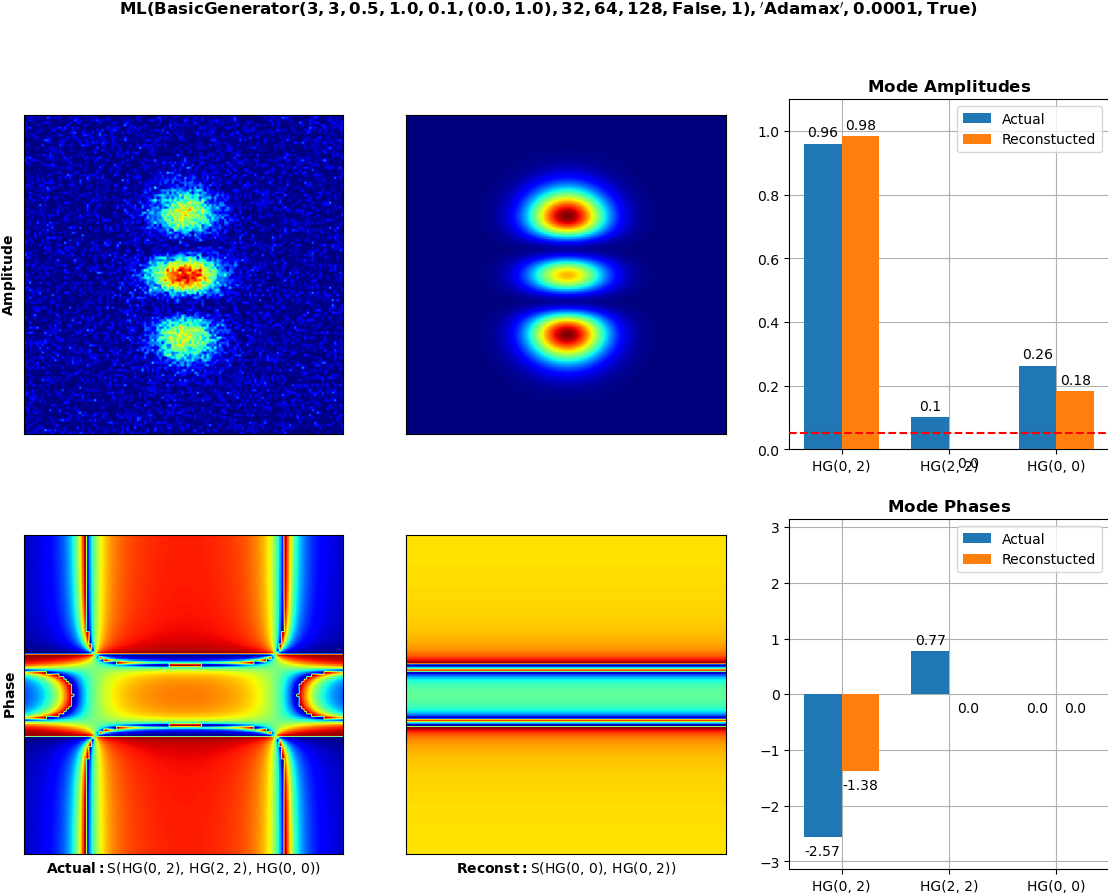 ML(BasicGenerator(3, 3, 0.5, 1.0, 0.1, (0.0, 1.0), 32, 64, 128, False, 1), ′Adamax′, 0.0001, True)
Amplitude
Mode Amplitudes
Actual
Reconstucted
1.0
0.8
0.6
0.4
0.2
0.0
0.96
0.98
0.1
0.0
0.26
0.18
HG(0, 2)
HG(2, 2)
HG(0, 0)
Phase
Actual: S(HG(0, 2), HG(2, 2), HG(0, 0))
Reconst: S(HG(0, 0), HG(0, 2))
Mode Phases
Actual
Reconstucted
3
2
1
0
−1
−2
−3
-2.57
-1.38
0.77
0.0
0.0
0.0
HG(0, 2)
HG(2, 2)
HG(0, 0)